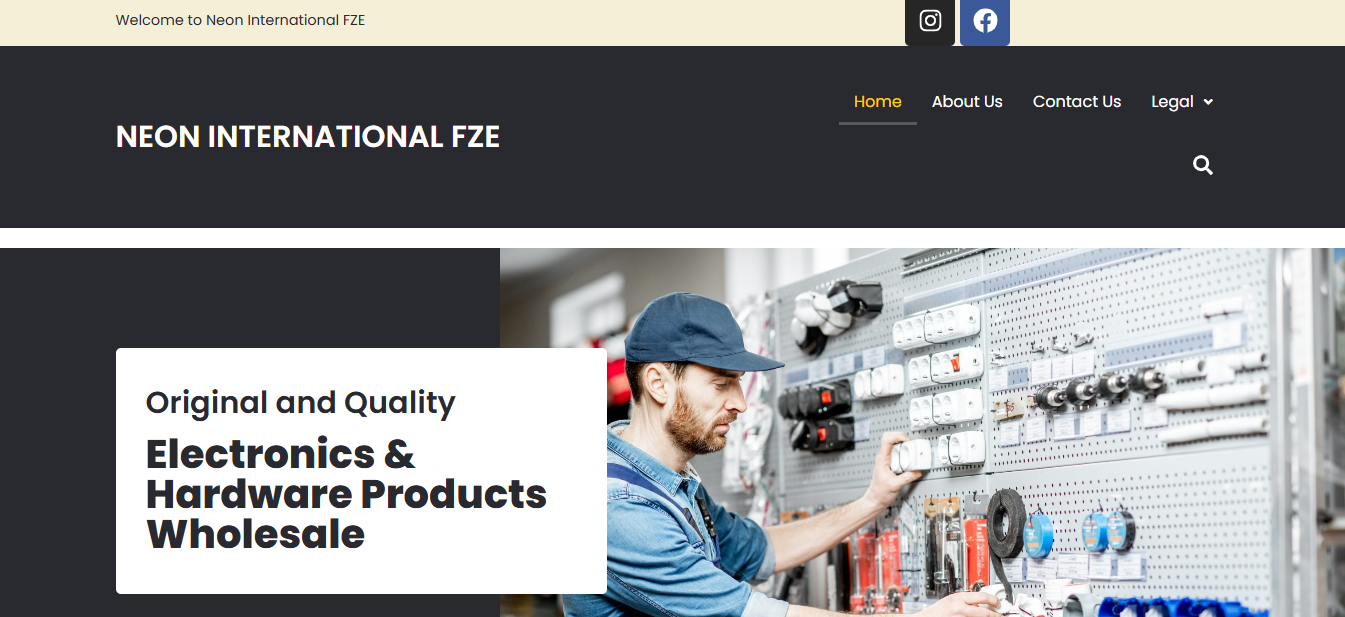 Welcome to Neon International FZE
Home About Us Contact Us Legal
NEON INTERNATIONAL FZE
Original and Quality
Electronics &
Hardware Products
Wholesale